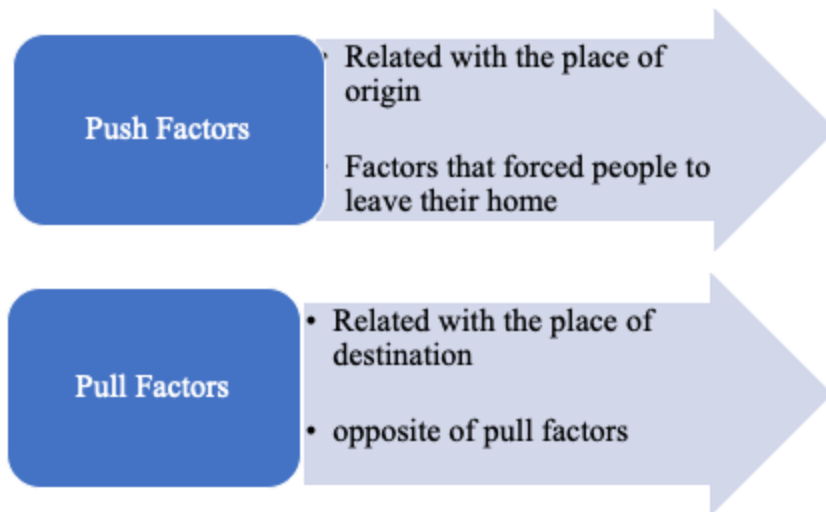 Push Factors
• Related with the place of
origin
• Factors that forced people to
leave their home
Pull Factors
• Related with the place of
destination
• opposite of pull factors